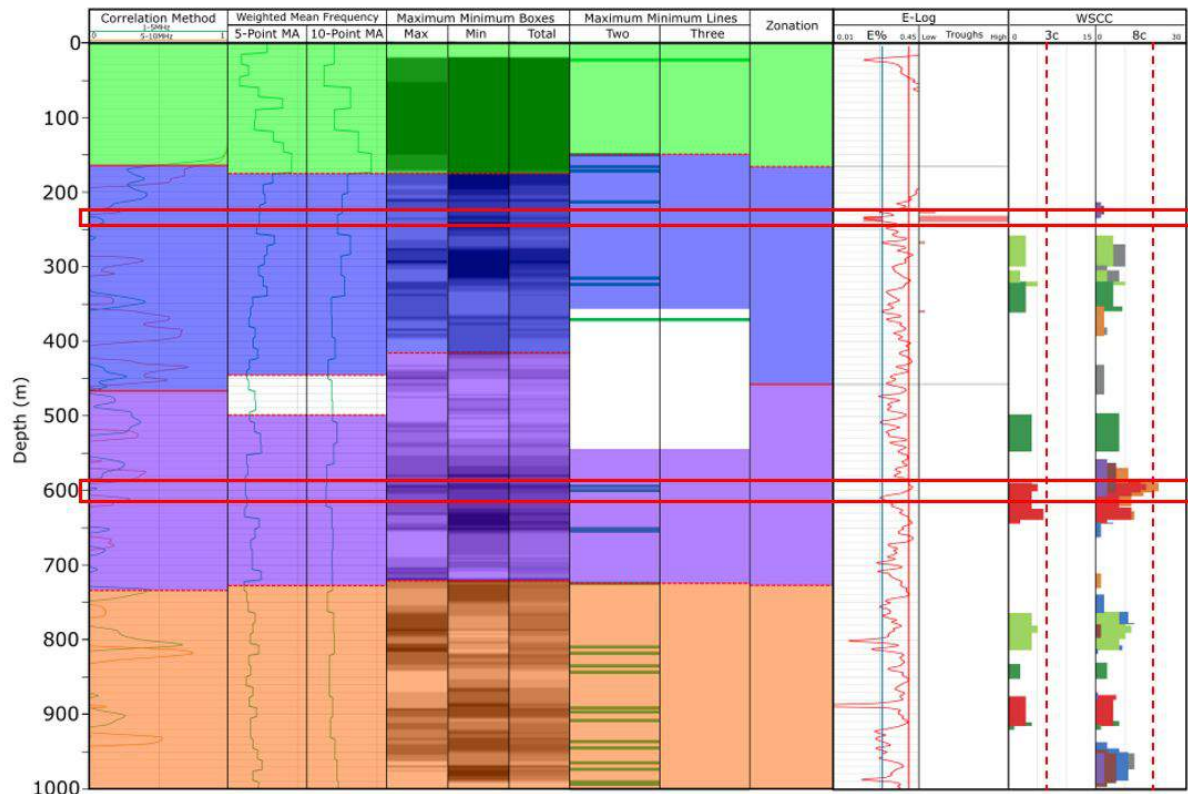 Correlation Method
1-5MHz
0 5-10MHz 1
Weighted Mean Frequency
5-Point MA 10-Point MA
Maximum Minimum Boxes
Max Min Total
Maximum Minimum Lines
Two Three
Zonation
E-Log
0.01 E% 0.45 Low Troughs High
WSCC
0 3c 15 0 8c 30
Depth (m)
0
100
200
300
400
500
600
700
800
900
1000